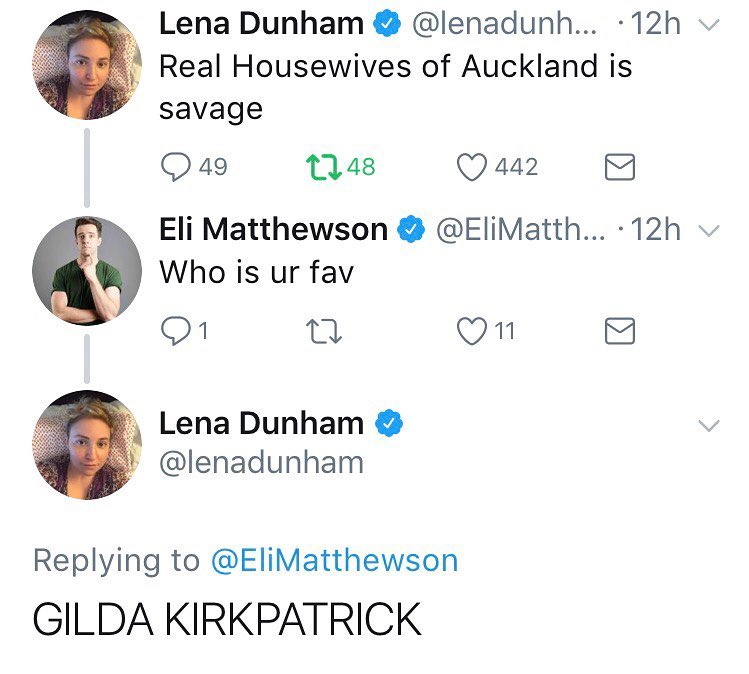 Lena Dunham @lenadunh... · 12h
Real Housewives of Auckland is
savage
49 48 442
Eli Matthewson @EliMatth... · 12h
Who is ur fav
1 11
Lena Dunham
@lenadunham
Replying to @EliMatthewson
GILDA KIRKPATRICK